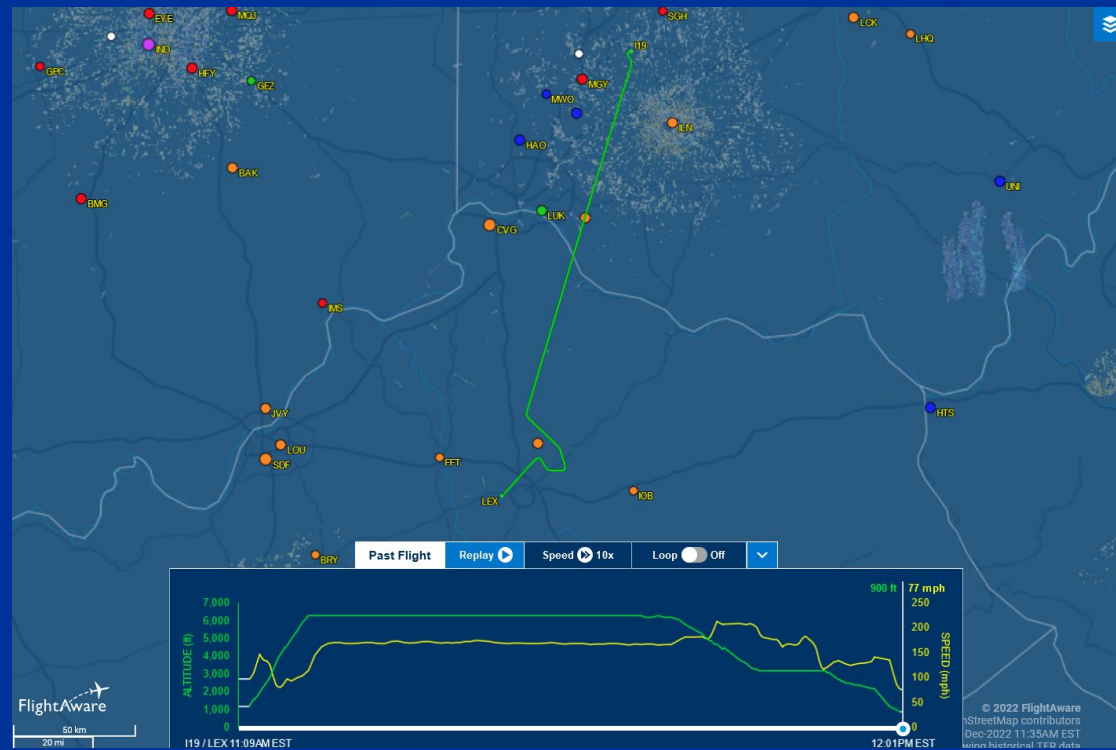 EYE
MQJ
SGH
LCK
LHQ
I19
IND
GPC
HFY
GEZ
MGY
MWO
ILN
HAO
BAK
UNI
BMG
LUK
CVG
IMS
JVY
HTS
LOU
SDF
FFT
LEX
IOB
BRY
Past Flight
Replay
Speed
10x
Loop
Off
900 ft
77 mph
7,000
6,000
5,000
4,000
3,000
2,000
1,000
0
ALTITUDE (ft)
250
200
150
100
50
0
SPEED (mph)
I19 / LEX 11:09AM EST
12:01PM EST
FlightAware
50 km
20 mi
© 2022 FlightAware
nStreetMap contributors
-Dec-2022 11:35AM EST
wing historical TFR data